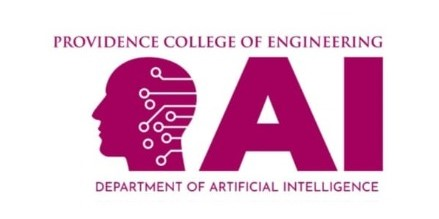 PROVIDENCE COLLEGE OF ENGINEERING
AI
DEPARTMENT OF ARTIFICIAL INTELLIGENCE